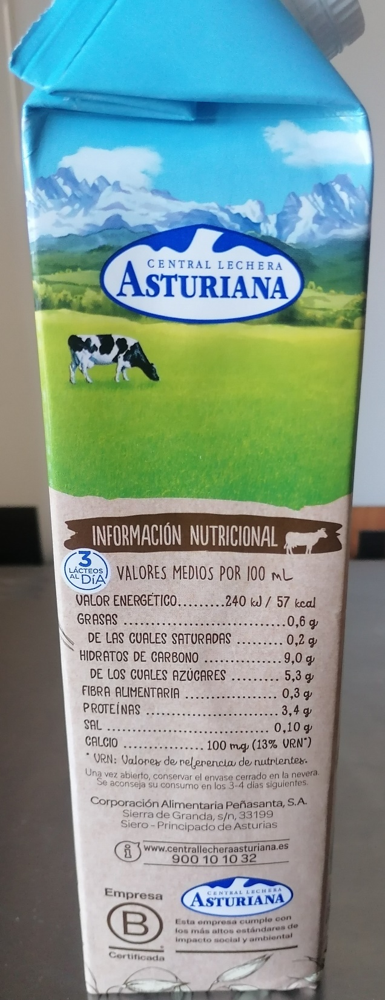 CENTRAL LECHERA
ASTURIANA
INFORMACIÓN NUTRICIONAL
3
LÁCTEOS
AL DÍA
VALORES MEDIOS POR 100 mL
VALOR ENERGÉTICO.........240 kJ / 57 kcal
GRASAS ..............................0,6 g
DE LAS CUALES SATURADAS ......... 0,2 g
HIDRATOS DE CARBONO ............... 9,0 g
DE LOS CUALES AZÚCARES ......... 5,3 g
FIBRA ALIMENTARIA .................. 0,3 g
PROTEÍNAS ......................... 3,4 g
SAL ................................ 0,10 g
CALCIO ............... 100 mg (13% VRN*)
* VRN: Valores de referencia de nutrientes.
Una vez abierto, conservar el envase cerrado en la nevera.
Se aconseja su consumo en los 3-4 días siguientes.
Corporación Alimentaria Peñasanta, S.A.
Sierra de Granda, s/n, 33199
Siero - Principado de Asturias
i www.centrallecheraasturiana.es
900 10 10 32
Empresa
B
Certificada
CENTRAL LECHERA
ASTURIANA
Esta empresa cumple con
los más altos estándares de
impacto social y ambiental